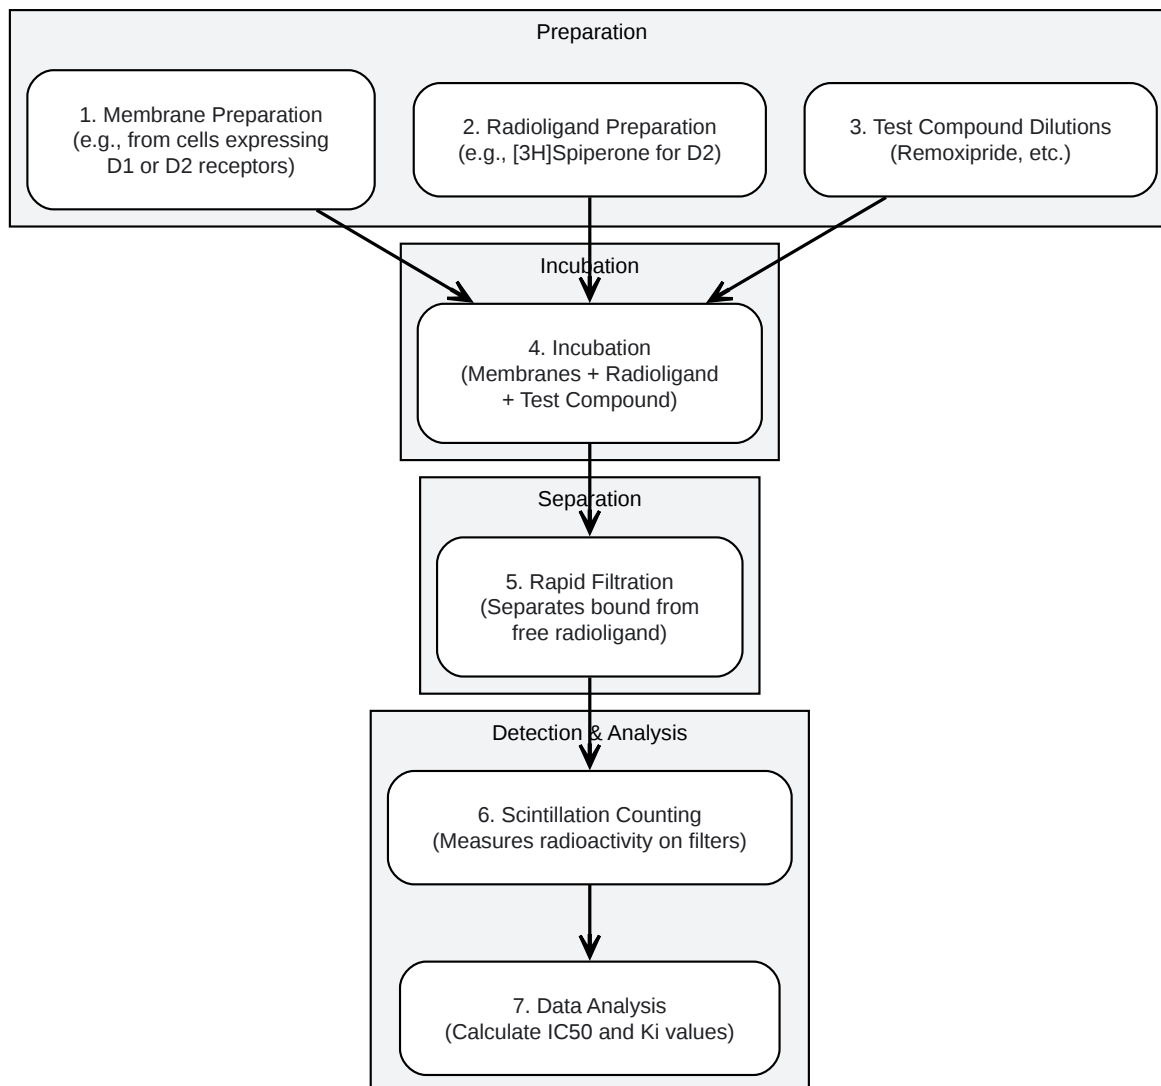 Preparation
1. Membrane Preparation
(e.g., from cells expressing
D1 or D2 receptors)
2. Radioligand Preparation
(e.g., [3H]Spiperone for D2)
3. Test Compound Dilutions
(Remoxipride, etc.)
Incubation
4. Incubation
(Membranes + Radioligand
+ Test Compound)
Separation
5. Rapid Filtration
(Separates bound from
free radioligand)
Detection & Analysis
6. Scintillation Counting
(Measures radioactivity on filters)
7. Data Analysis
(Calculate IC50 and Ki values)